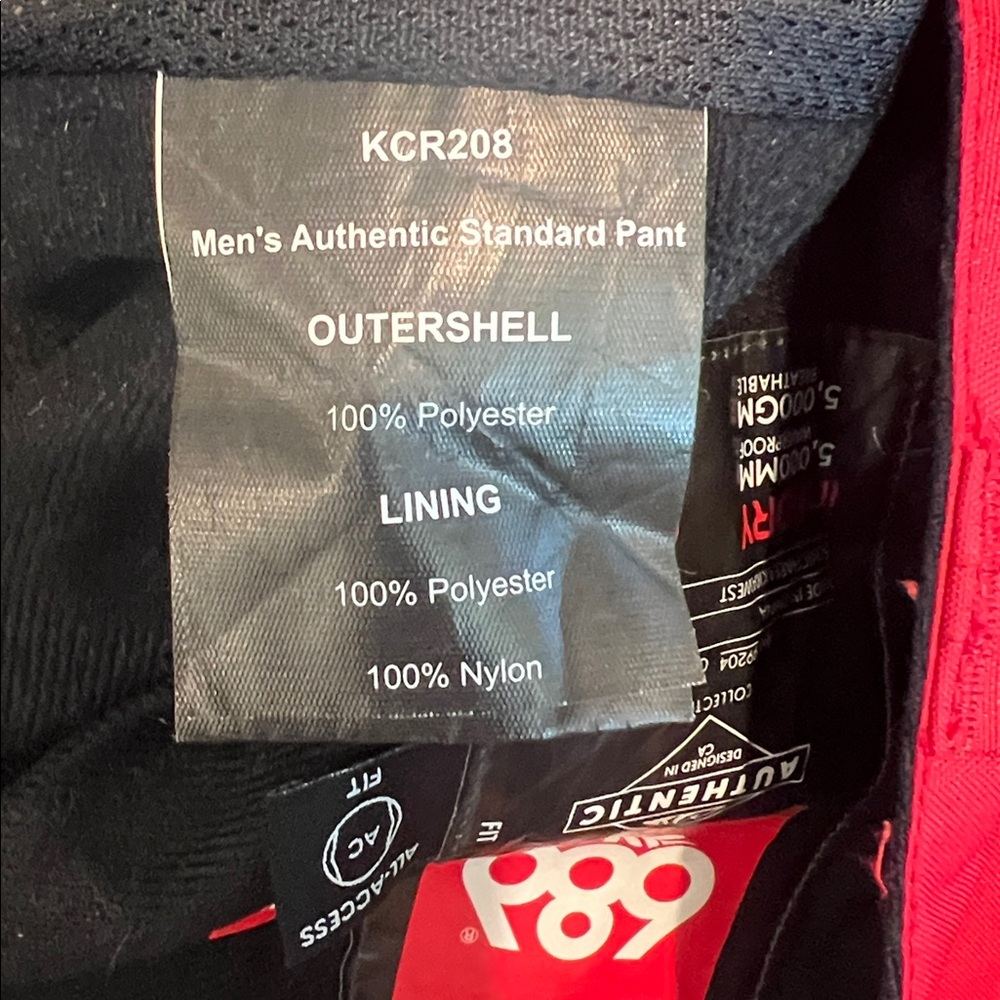 KCR208
Men's Authentic Standard Pant
OUTERSHELL
100% Polyester
LINING
100% Polyester
100% Nylon
686
®
AUTHENTIC
DESIGNED IN
CA
FIT
ALL-ACCESS
AC
FIT
5,000MM
5,000GM